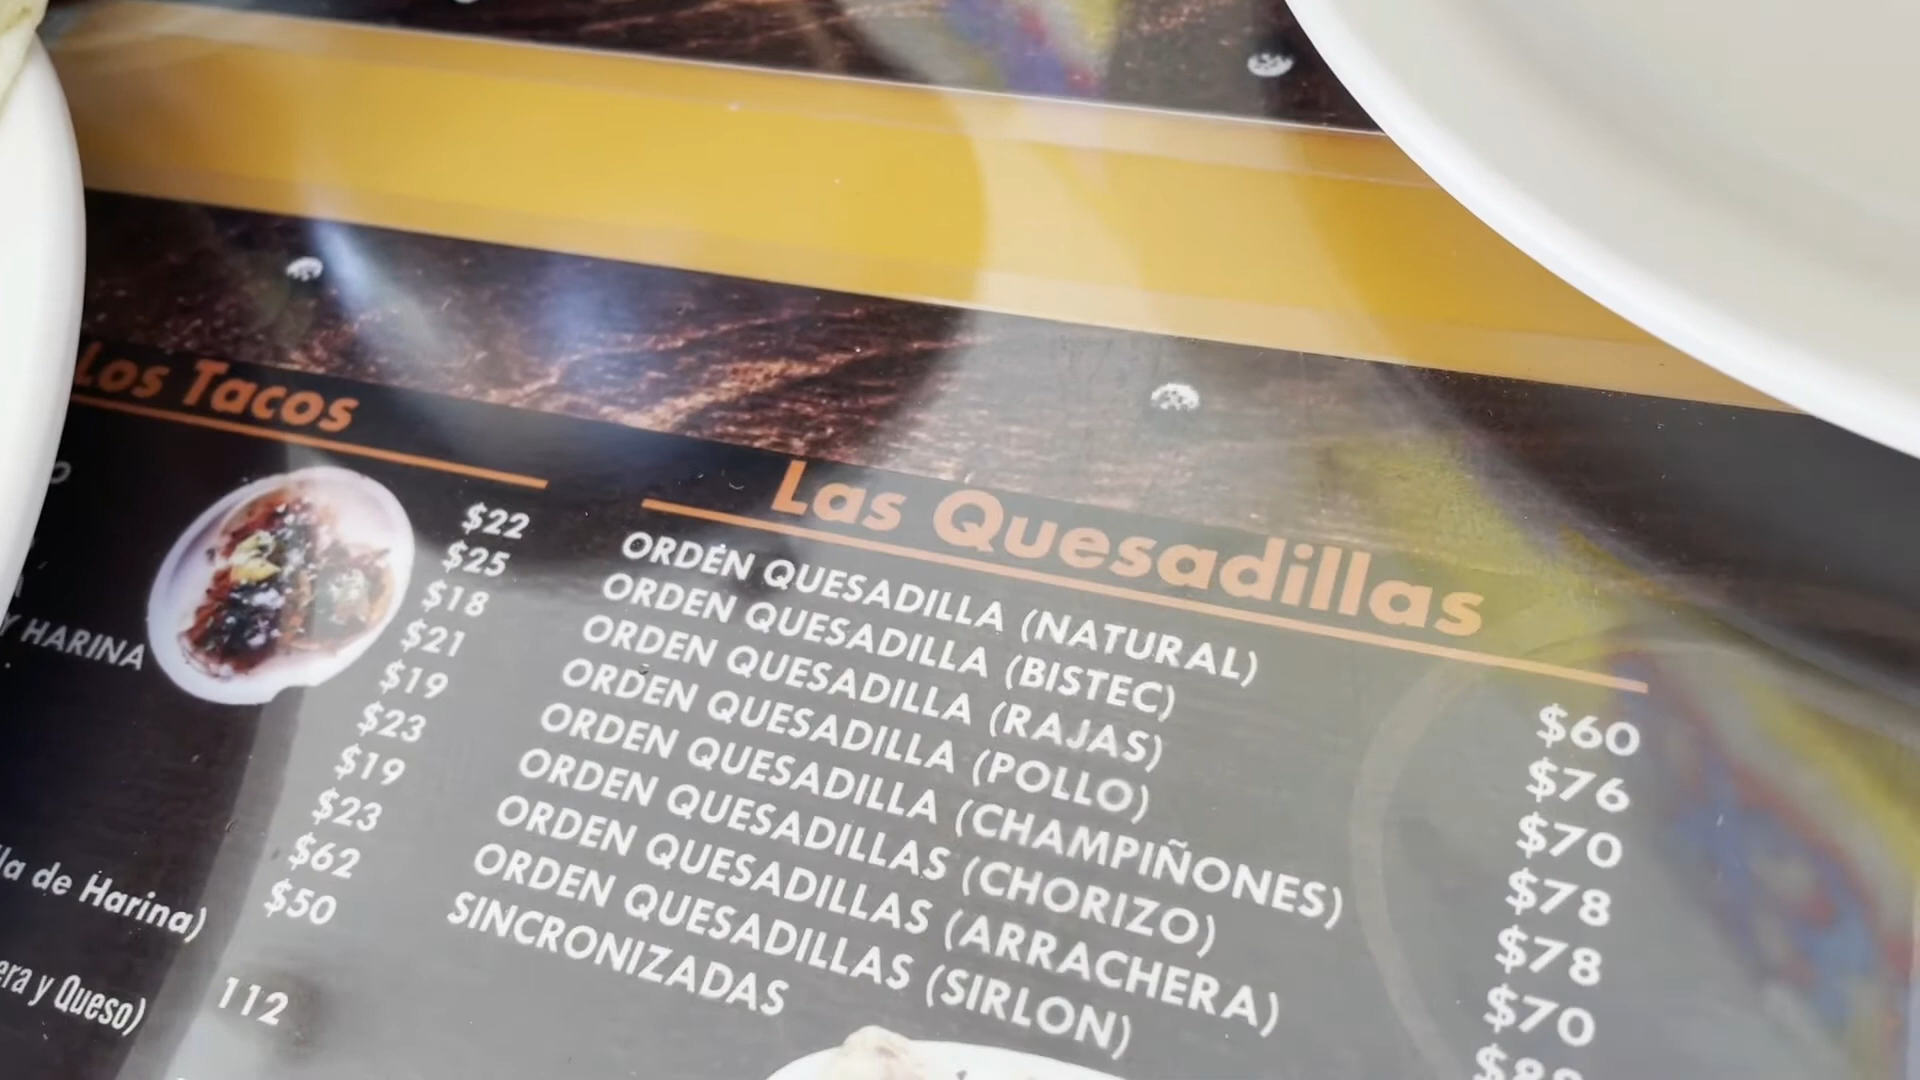 Los Tacos
Y HARINA
de Harina)
y Queso)
$22
$25
$18
$21
$19
$23
$19
$23
$62
$50
112
Las Quesadillas
ORDEN QUESADILLA (NATURAL) $60
ORDEN QUESADILLA (BISTEC) $76
ORDEN QUESADILLA (RAJAS) $70
ORDEN QUESADILLA (POLLO) $78
ORDEN QUESADILLA (CHAMPIÑONES) $78
ORDEN QUESADILLAS (CHORIZO) $70
ORDEN QUESADILLAS (ARRACHERA)
ORDEN QUESADILLAS (SIRLON)
SINCRONIZADAS